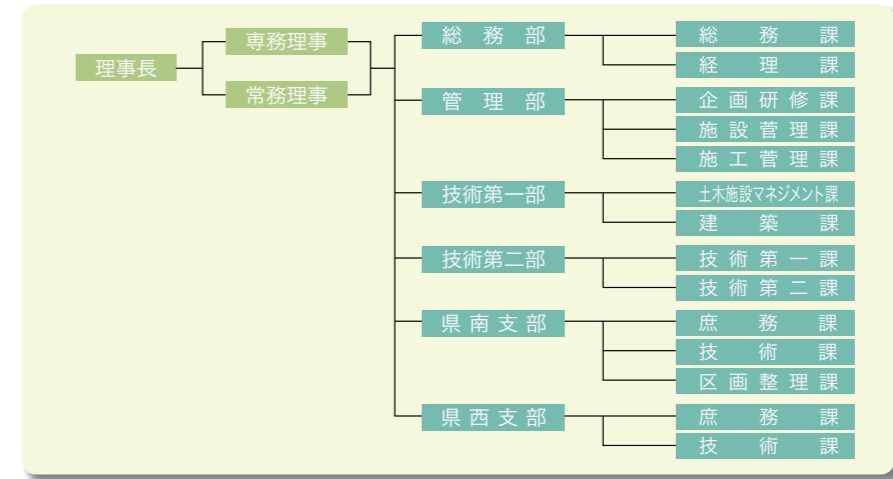 理事長
専務理事
常務理事
総務部
総務課
経理課
管理部
企画研修課
施設菅理課
施工菅理課
技術第一部
土木施設マネジメント課
建築課
技術第二部
技術第一課
技術第二課
県南支部
庶務課
技術課
区画整理課
県西支部
庶務課
技術課